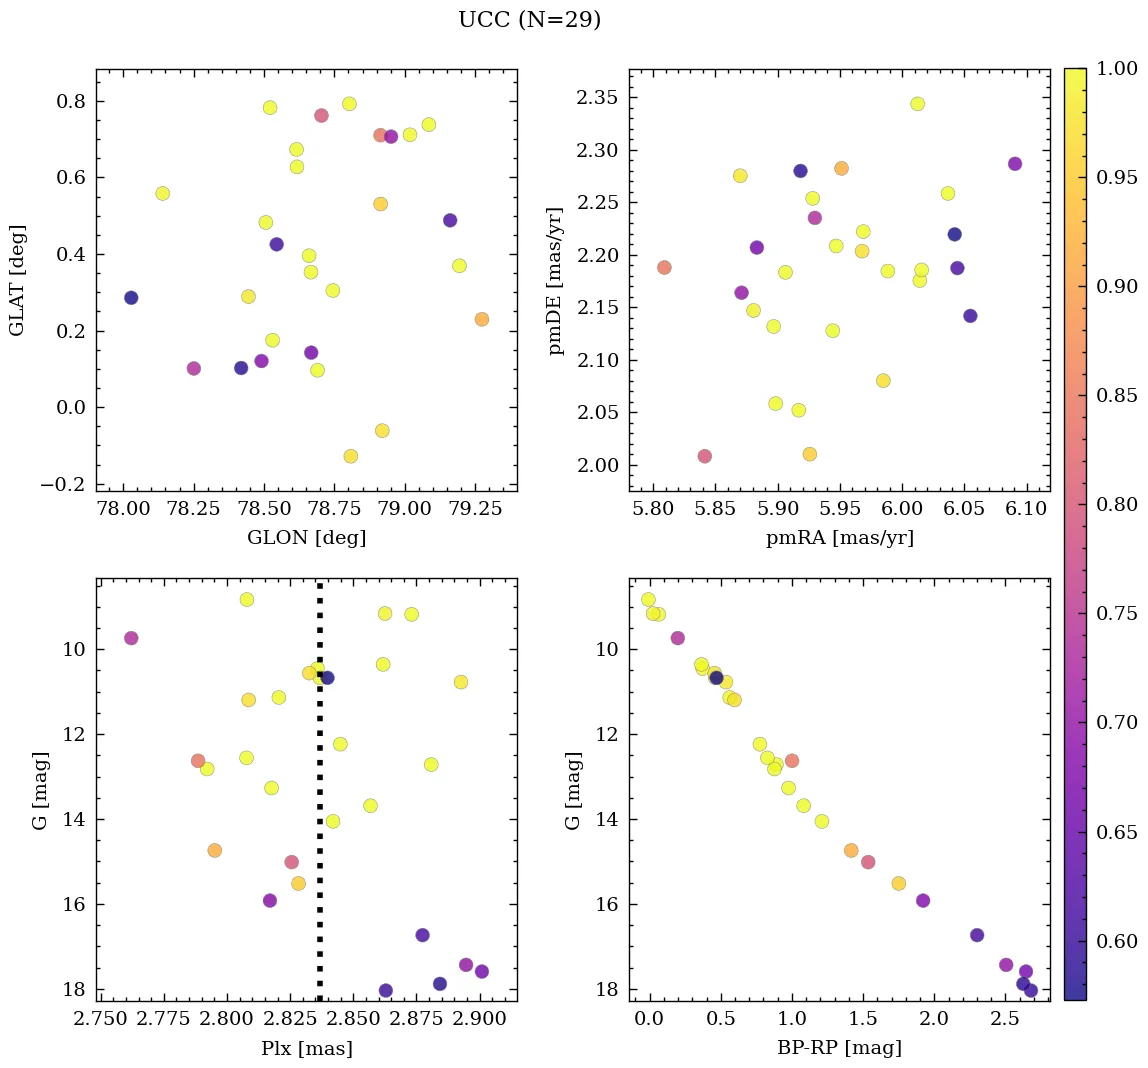 UCC (N=29)
0.8
0.6
0.4
0.2
0.0
−0.2
GLAT [deg]
78.00 78.25 78.50 78.75 79.00 79.25
GLON [deg]
2.35
2.30
2.25
2.20
2.15
2.10
2.05
2.00
pmDE [mas/yr]
5.80 5.85 5.90 5.95 6.00 6.05 6.10
pmRA [mas/yr]
10
12
14
16
18
G [mag]
2.750 2.775 2.800 2.825 2.850 2.875 2.900
Plx [mas]
10
12
14
16
18
G [mag]
0.0 0.5 1.0 1.5 2.0 2.5
BP-RP [mag]
1.00
0.95
0.90
0.85
0.80
0.75
0.70
0.65
0.60